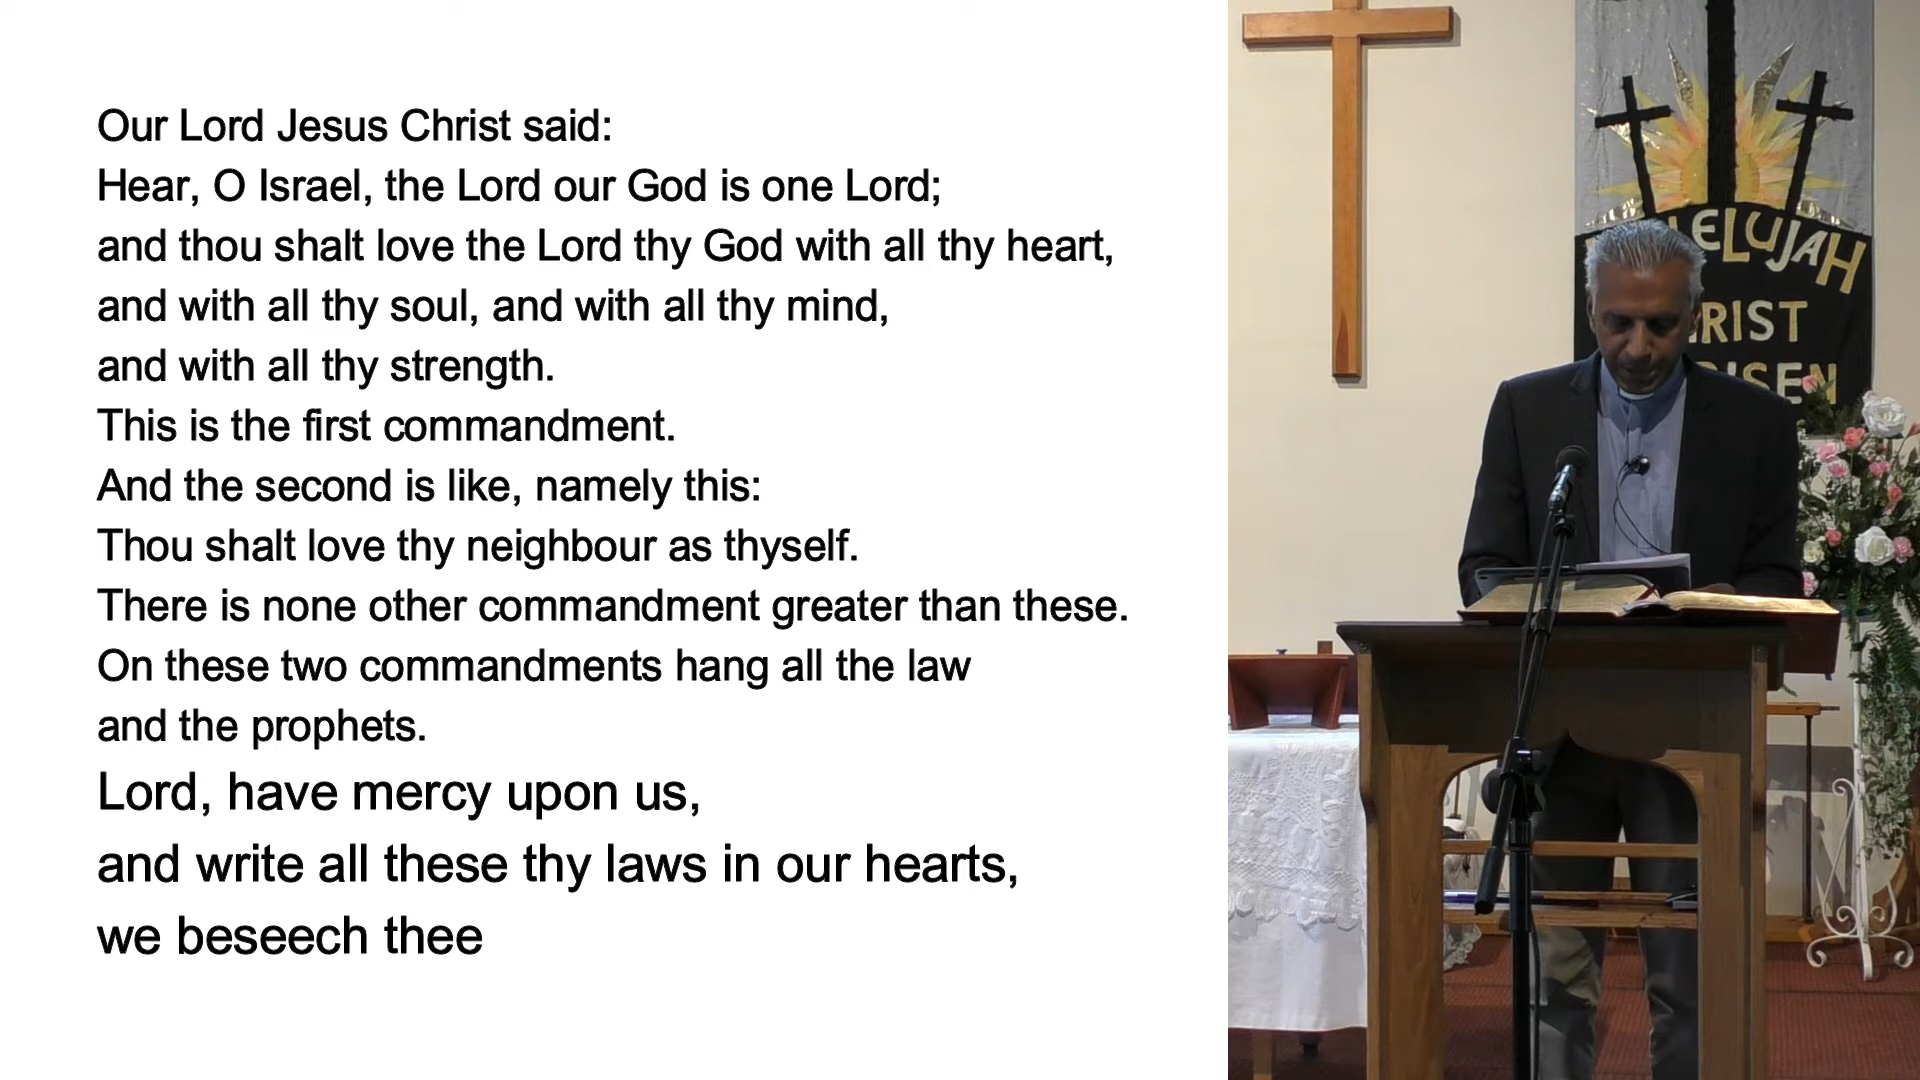 Our Lord Jesus Christ said:
Hear, O Israel, the Lord our God is one Lord;
and thou shalt love the Lord thy God with all thy heart,
and with all thy soul, and with all thy mind,
and with all thy strength.
This is the first commandment.
And the second is like, namely this:
Thou shalt love thy neighbour as thyself.
There is none other commandment greater than these.
On these two commandments hang all the law
and the prophets.
Lord, have mercy upon us,
and write all these thy laws in our hearts,
we beseech thee
LELUJAH
RIST
ISEN